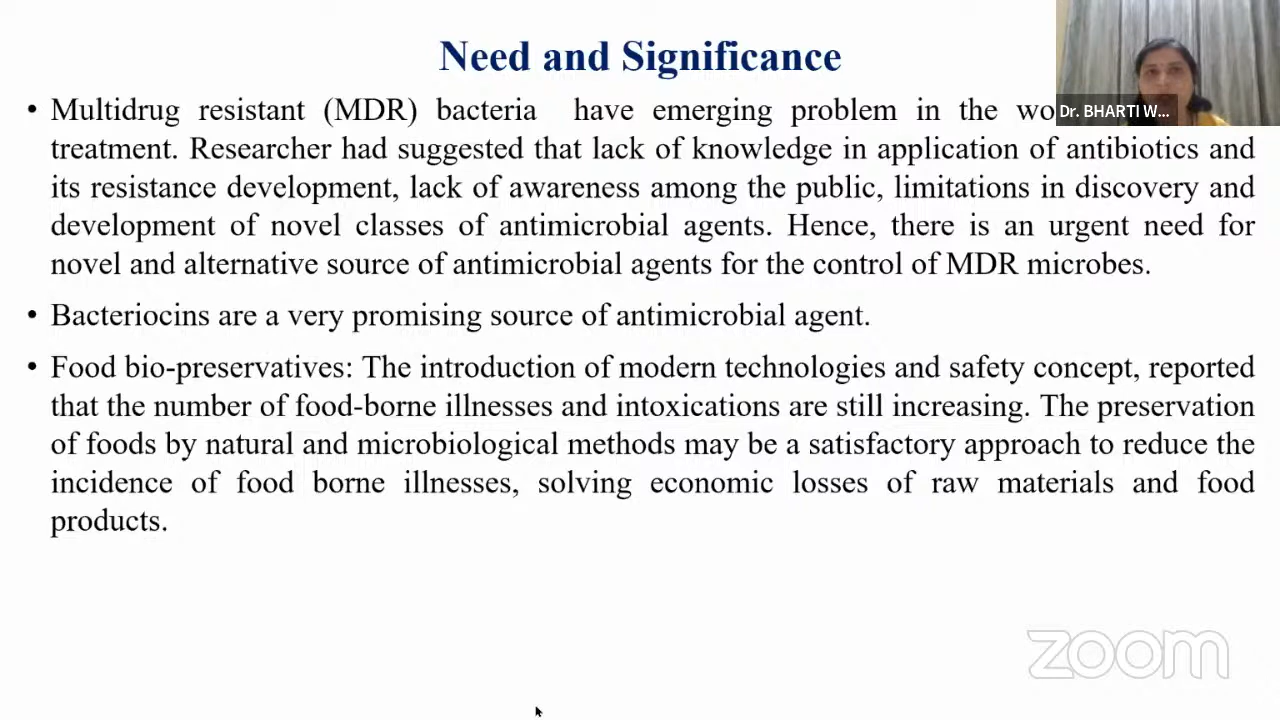 Need and Significance
• Multidrug resistant (MDR) bacteria have emerging problem in the
Dr. BHARTI W...
treatment. Researcher had suggested that lack of knowledge in application of antibiotics and
its resistance development, lack of awareness among the public, limitations in discovery and
development of novel classes of antimicrobial agents. Hence, there is an urgent need for
novel and alternative source of antimicrobial agents for the control of MDR microbes.
• Bacteriocins are a very promising source of antimicrobial agent.
• Food bio-preservatives: The introduction of modern technologies and safety concept, reported
that the number of food-borne illnesses and intoxications are still increasing. The preservation
of foods by natural and microbiological methods may be a satisfactory approach to reduce the
incidence of food borne illnesses, solving economic losses of raw materials and food
products.
zoom